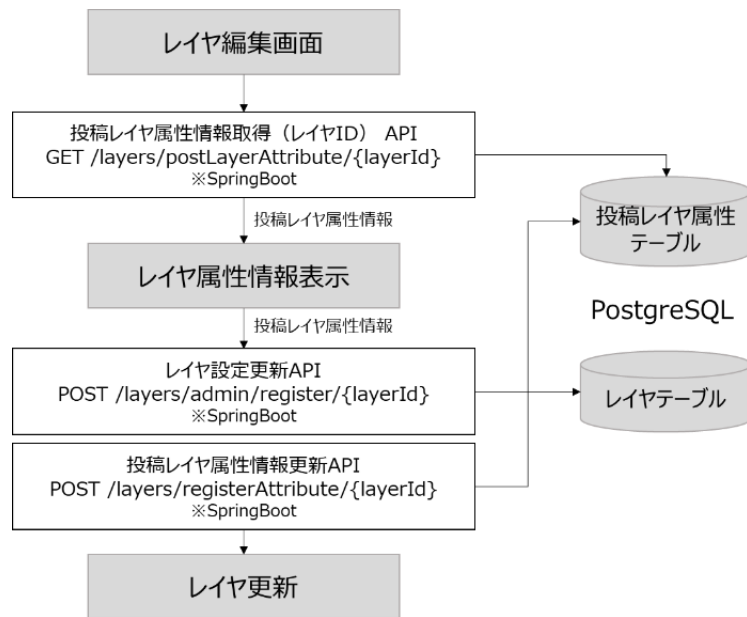 レイヤ編集画面
投稿レイヤ属性情報取得（レイヤID） API
GET /layers/postLayerAttribute/{layerId}
※SpringBoot
投稿レイヤ属性情報
投稿レイヤ属性
テーブル
レイヤ属性情報表示
PostgreSQL
投稿レイヤ属性情報
レイヤ設定更新API
POST /layers/admin/register/{layerId}
※SpringBoot
レイヤテーブル
投稿レイヤ属性情報更新API
POST /layers/registerAttribute/{layerId}
※SpringBoot
レイヤ更新